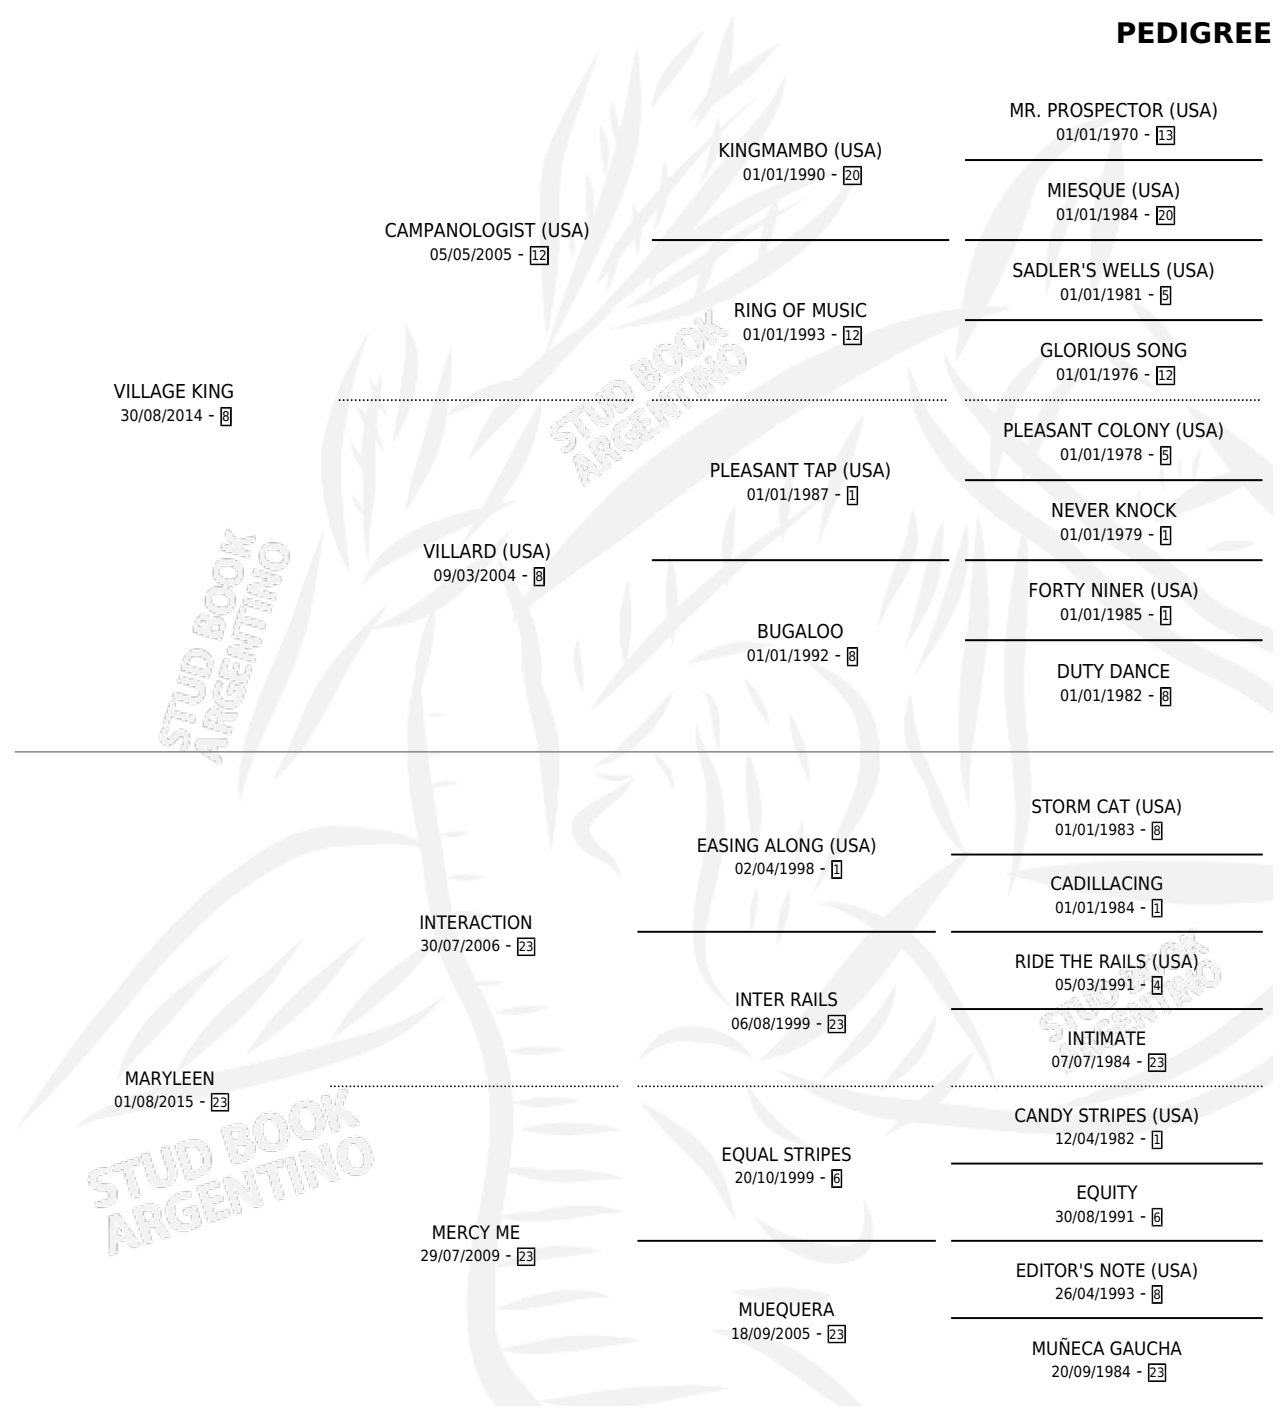 PEDIGREE
MR. PROSPECTOR (USA)
01/01/1970 - 13
KINGMAMBO (USA)
01/01/1990 - 20
MIESQUE (USA)
01/01/1984 - 20
CAMPANOLOGIST (USA)
05/05/2005 - 12
SADLER'S WELLS (USA)
01/01/1981 - 5
RING OF MUSIC
01/01/1993 - 12
GLORIOUS SONG
01/01/1976 - 12
VILLAGE KING
30/08/2014 - 8
STUD BOOK
ARGENTINO
PLEASANT COLONY (USA)
01/01/1978 - 5
PLEASANT TAP (USA)
01/01/1987 - 1
NEVER KNOCK
01/01/1979 - 1
VILLARD (USA)
09/03/2004 - 8
FORTY NINER (USA)
01/01/1985 - 1
BUGALOO
01/01/1992 - 8
DUTY DANCE
01/01/1982 - 8
STUD BOOK
ARGENTINO
STORM CAT (USA)
01/01/1983 - 8
EASING ALONG (USA)
02/04/1998 - 1
CADILLACING
01/01/1984 - 1
INTERACTION
30/07/2006 - 23
RIDE THE RAILS (USA)
05/03/1991 - 4
INTER RAILS
06/08/1999 - 23
STUD BOOK
ARGENTINO
INTIMATE
07/07/1984 - 23
MARYLEEN
01/08/2015 - 23
STUD BOOK
ARGENTINO
CANDY STRIPES (USA)
12/04/1982 - 1
EQUAL STRIPES
20/10/1999 - 6
EQUITY
30/08/1991 - 6
MERCY ME
29/07/2009 - 23
EDITOR'S NOTE (USA)
26/04/1993 - 8
MUEQUERA
18/09/2005 - 23
MUÑECA GAUCHA
20/09/1984 - 23